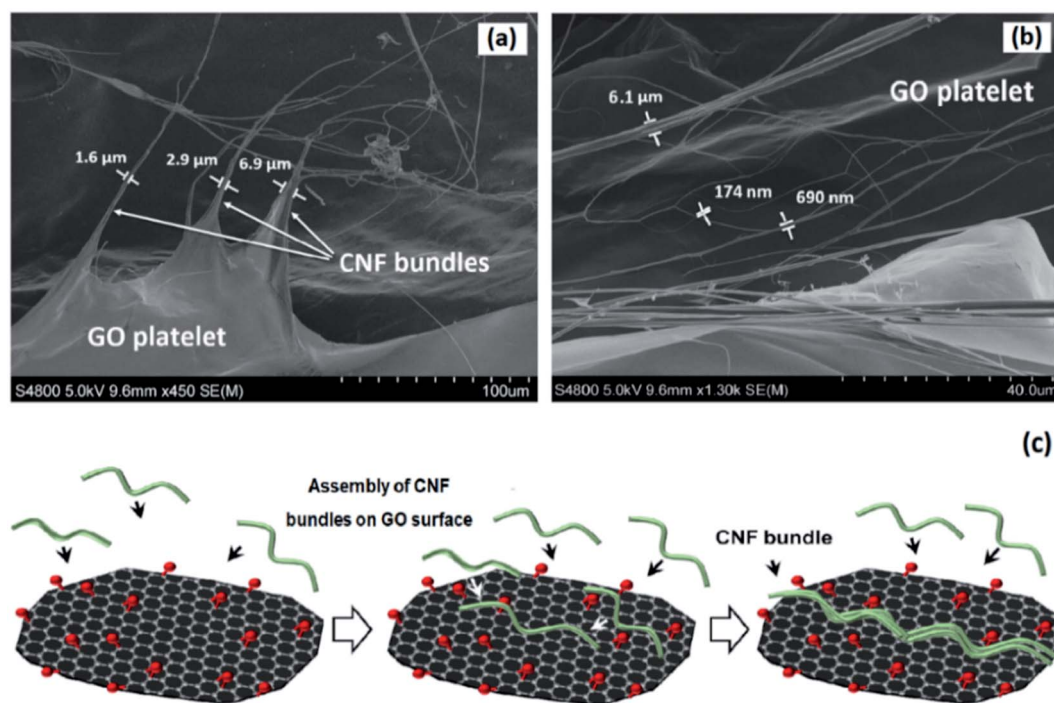 (a)
1.6 μm
2.9 μm
6.9 μm
CNF bundles
GO platelet
S4800 5.0kV 9.6mm x450 SE(M)
100um
(b)
GO platelet
6.1 μm
174 nm
690 nm
S4800 5.0kV 9.6mm x1.30k SE(M)
40.0um
(c)
Assembly of CNF
bundles on GO surface
CNF bundle